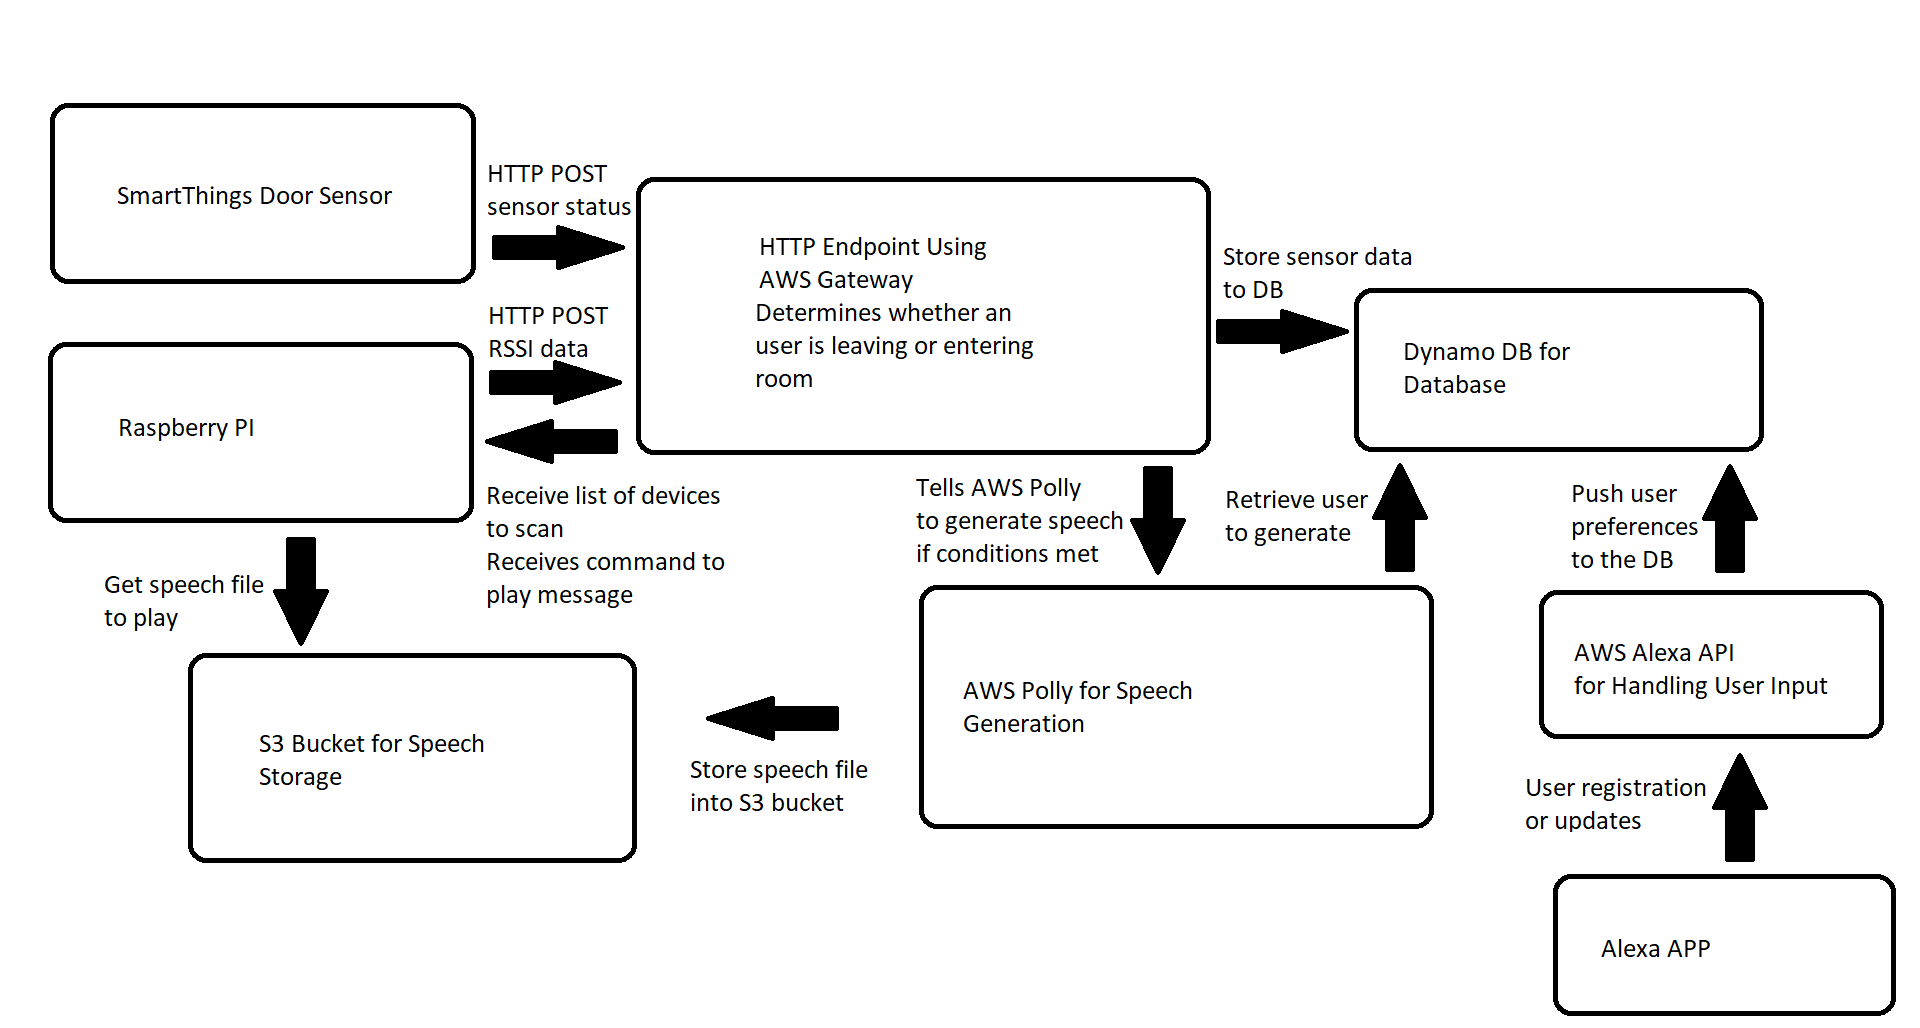 SmartThings Door Sensor
HTTP POST
sensor status
HTTP Endpoint Using
AWS Gateway
Determines whether an
user is leaving or entering
room
Store sensor data
to DB
HTTP POST
RSSI data
Dynamo DB for
Database
Raspberry PI
Receive list of devices
to scan
Receives command to
play message
Tells AWS Polly
to generate speech
if conditions met
Retrieve user
to generate
Push user
preferences
to the DB
Get speech file
to play
AWS Alexa API
for Handling User Input
AWS Polly for Speech
Generation
S3 Bucket for Speech
Storage
Store speech file
into S3 bucket
User registration
or updates
Alexa APP